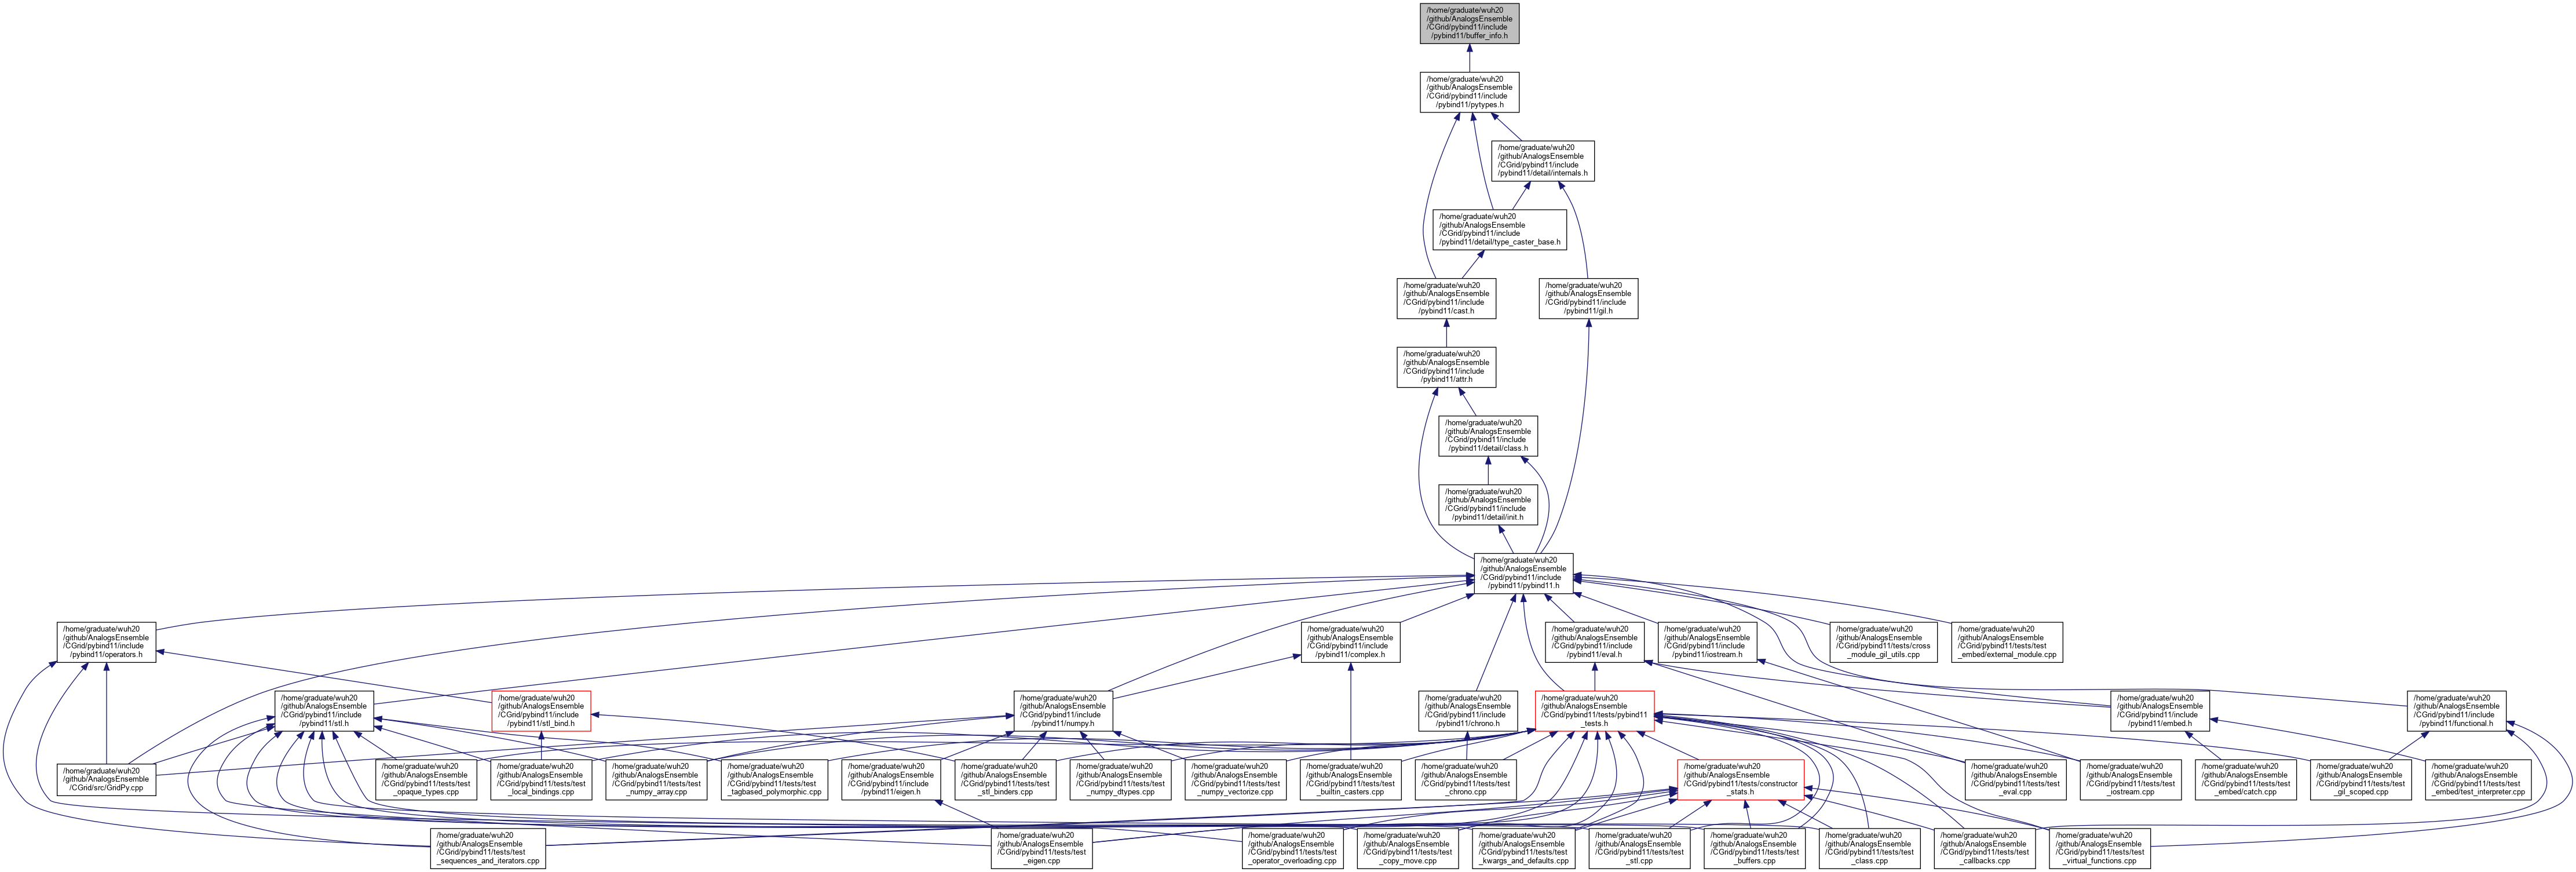 /home/graduate/wuh20
/github/AnalogsEnsemble
/CGrid/pybind11/include
/pybind11/buffer_info.h
/home/graduate/wuh20
/github/AnalogsEnsemble
/CGrid/pybind11/include
/pybind11/pytypes.h
/home/graduate/wuh20
/github/AnalogsEnsemble
/CGrid/pybind11/include
/pybind11/detail/internals.h
/home/graduate/wuh20
/github/AnalogsEnsemble
/CGrid/pybind11/include
/pybind11/detail/type_caster_base.h
/home/graduate/wuh20
/github/AnalogsEnsemble
/CGrid/pybind11/include
/pybind11/cast.h
/home/graduate/wuh20
/github/AnalogsEnsemble
/CGrid/pybind11/include
/pybind11/gil.h
/home/graduate/wuh20
/github/AnalogsEnsemble
/CGrid/pybind11/include
/pybind11/attr.h
/home/graduate/wuh20
/github/AnalogsEnsemble
/CGrid/pybind11/include
/pybind11/detail/class.h
/home/graduate/wuh20
/github/AnalogsEnsemble
/CGrid/pybind11/include
/pybind11/detail/init.h
/home/graduate/wuh20
/github/AnalogsEnsemble
/CGrid/pybind11/include
/pybind11/pybind11.h
/home/graduate/wuh20
/github/AnalogsEnsemble
/CGrid/pybind11/include
/pybind11/operators.h
/home/graduate/wuh20
/github/AnalogsEnsemble
/CGrid/pybind11/include
/pybind11/complex.h
/home/graduate/wuh20
/github/AnalogsEnsemble
/CGrid/pybind11/include
/pybind11/eval.h
/home/graduate/wuh20
/github/AnalogsEnsemble
/CGrid/pybind11/include
/pybind11/iostream.h
/home/graduate/wuh20
/github/AnalogsEnsemble
/CGrid/pybind11/tests/cross
_module_gil_utils.cpp
/home/graduate/wuh20
/github/AnalogsEnsemble
/CGrid/pybind11/tests/test
_embed/external_module.cpp
/home/graduate/wuh20
/github/AnalogsEnsemble
/CGrid/pybind11/include
/pybind11/stl.h
/home/graduate/wuh20
/github/AnalogsEnsemble
/CGrid/pybind11/include
/pybind11/stl_bind.h
/home/graduate/wuh20
/github/AnalogsEnsemble
/CGrid/pybind11/include
/pybind11/numpy.h
/home/graduate/wuh20
/github/AnalogsEnsemble
/CGrid/pybind11/include
/pybind11/chrono.h
/home/graduate/wuh20
/github/AnalogsEnsemble
/CGrid/pybind11/tests/pybind11
_tests.h
/home/graduate/wuh20
/github/AnalogsEnsemble
/CGrid/pybind11/include
/pybind11/embed.h
/home/graduate/wuh20
/github/AnalogsEnsemble
/CGrid/pybind11/include
/pybind11/functional.h
/home/graduate/wuh20
/github/AnalogsEnsemble
/CGrid/src/GridPy.cpp
/home/graduate/wuh20
/github/AnalogsEnsemble
/CGrid/pybind11/tests/test
_opaque_types.cpp
/home/graduate/wuh20
/github/AnalogsEnsemble
/CGrid/pybind11/tests/test
_local_bindings.cpp
/home/graduate/wuh20
/github/AnalogsEnsemble
/CGrid/pybind11/tests/test
_numpy_array.cpp
/home/graduate/wuh20
/github/AnalogsEnsemble
/CGrid/pybind11/tests/test
_tagbased_polymorphic.cpp
/home/graduate/wuh20
/github/AnalogsEnsemble
/CGrid/pybind11/include
/pybind11/eigen.h
/home/graduate/wuh20
/github/AnalogsEnsemble
/CGrid/pybind11/tests/test
_stl_binders.cpp
/home/graduate/wuh20
/github/AnalogsEnsemble
/CGrid/pybind11/tests/test
_numpy_dtypes.cpp
/home/graduate/wuh20
/github/AnalogsEnsemble
/CGrid/pybind11/tests/test
_numpy_vectorize.cpp
/home/graduate/wuh20
/github/AnalogsEnsemble
/CGrid/pybind11/tests/test
_builtin_casters.cpp
/home/graduate/wuh20
/github/AnalogsEnsemble
/CGrid/pybind11/tests/test
_chrono.cpp
/home/graduate/wuh20
/github/AnalogsEnsemble
/CGrid/pybind11/tests/constructor
_stats.h
/home/graduate/wuh20
/github/AnalogsEnsemble
/CGrid/pybind11/tests/test
_eval.cpp
/home/graduate/wuh20
/github/AnalogsEnsemble
/CGrid/pybind11/tests/test
_iostream.cpp
/home/graduate/wuh20
/github/AnalogsEnsemble
/CGrid/pybind11/tests/test
_embed/catch.cpp
/home/graduate/wuh20
/github/AnalogsEnsemble
/CGrid/pybind11/tests/test
_gil_scoped.cpp
/home/graduate/wuh20
/github/AnalogsEnsemble
/CGrid/pybind11/tests/test
_embed/test_interpreter.cpp
/home/graduate/wuh20
/github/AnalogsEnsemble
/CGrid/pybind11/tests/test
_sequences_and_iterators.cpp
/home/graduate/wuh20
/github/AnalogsEnsemble
/CGrid/pybind11/tests/test
_eigen.cpp
/home/graduate/wuh20
/github/AnalogsEnsemble
/CGrid/pybind11/tests/test
_operator_overloading.cpp
/home/graduate/wuh20
/github/AnalogsEnsemble
/CGrid/pybind11/tests/test
_copy_move.cpp
/home/graduate/wuh20
/github/AnalogsEnsemble
/CGrid/pybind11/tests/test
_kwargs_and_defaults.cpp
/home/graduate/wuh20
/github/AnalogsEnsemble
/CGrid/pybind11/tests/test
_stl.cpp
/home/graduate/wuh20
/github/AnalogsEnsemble
/CGrid/pybind11/tests/test
_buffers.cpp
/home/graduate/wuh20
/github/AnalogsEnsemble
/CGrid/pybind11/tests/test
_class.cpp
/home/graduate/wuh20
/github/AnalogsEnsemble
/CGrid/pybind11/tests/test
_callbacks.cpp
/home/graduate/wuh20
/github/AnalogsEnsemble
/CGrid/pybind11/tests/test
_virtual_functions.cpp